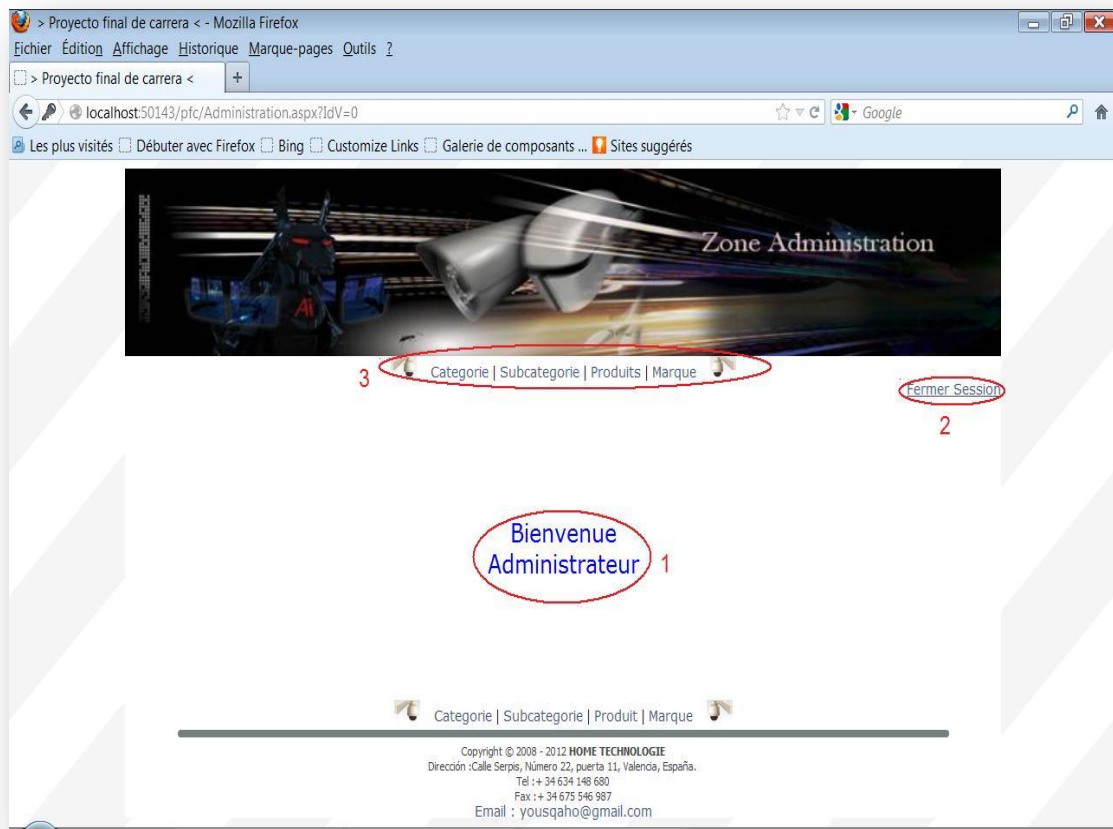 > Proyecto final de carrera < - Mozilla Firefox
Fichier Édition Affichage Historique Marque-pages Outils ?
> Proyecto final de carrera < +
localhost:50143/pfc/Administration.aspx?IdV=0
Google
Les plus visités Débuter avec Firefox Bing Customize Links Galerie de composants ... Sites suggérés
Zone Administration
Ai
3 Categorie | Subcategorie | Produits | Marque
Fermer Session
2
Bienvenue
Administrateur 1
Categorie | Subcategorie | Produit | Marque
Copyright © 2008 - 2012 HOME TECHNOLOGIE
Dirección :Calle Serpis, Número 22, puerta 11, Valencia, España.
Tel :+ 34 634 148 680
Fax :+ 34 675 546 987
Email : yousqaho@gmail.com